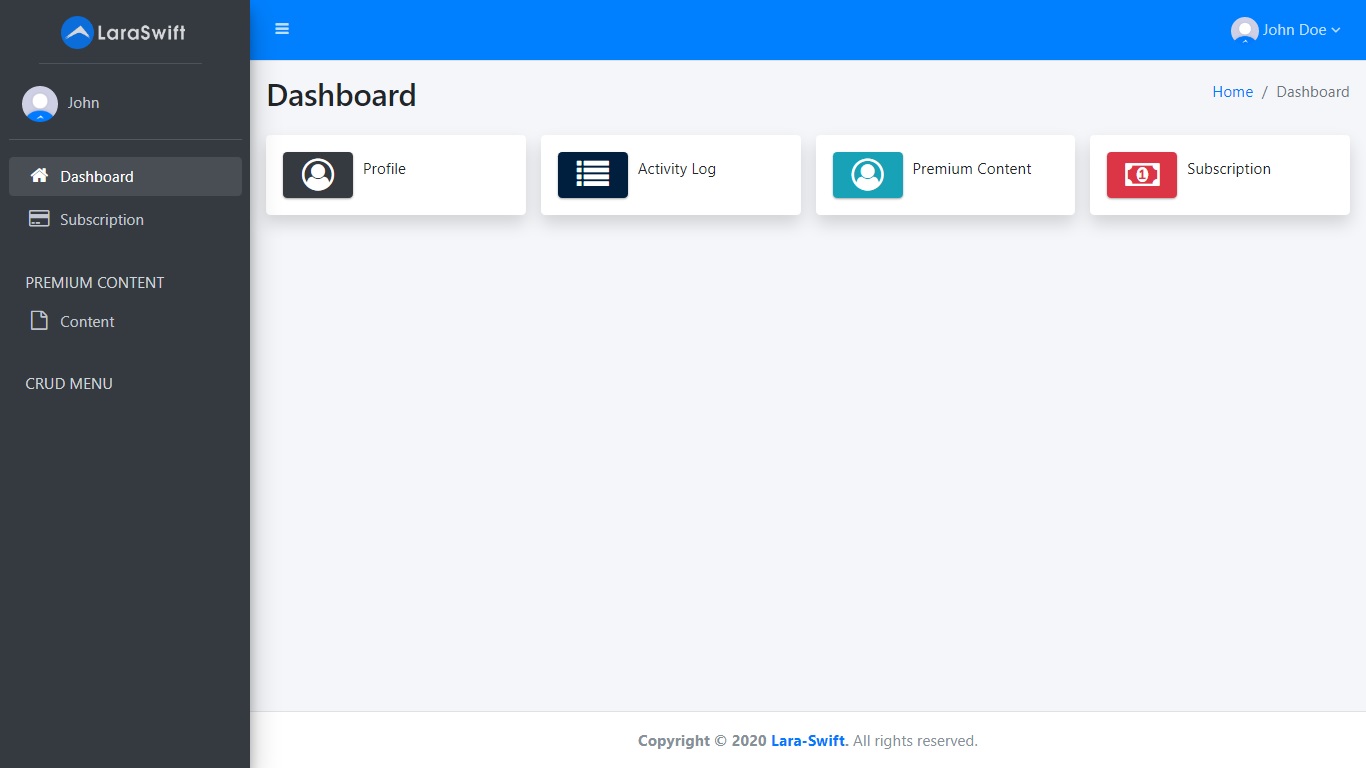 LaraSwift
John Doe
John
Dashboard
Subscription
PREMIUM CONTENT
Content
CRUD MENU
Dashboard
Home / Dashboard
Profile
Activity Log
Premium Content
1
Subscription
Copyright © 2020 Lara-Swift. All rights reserved.